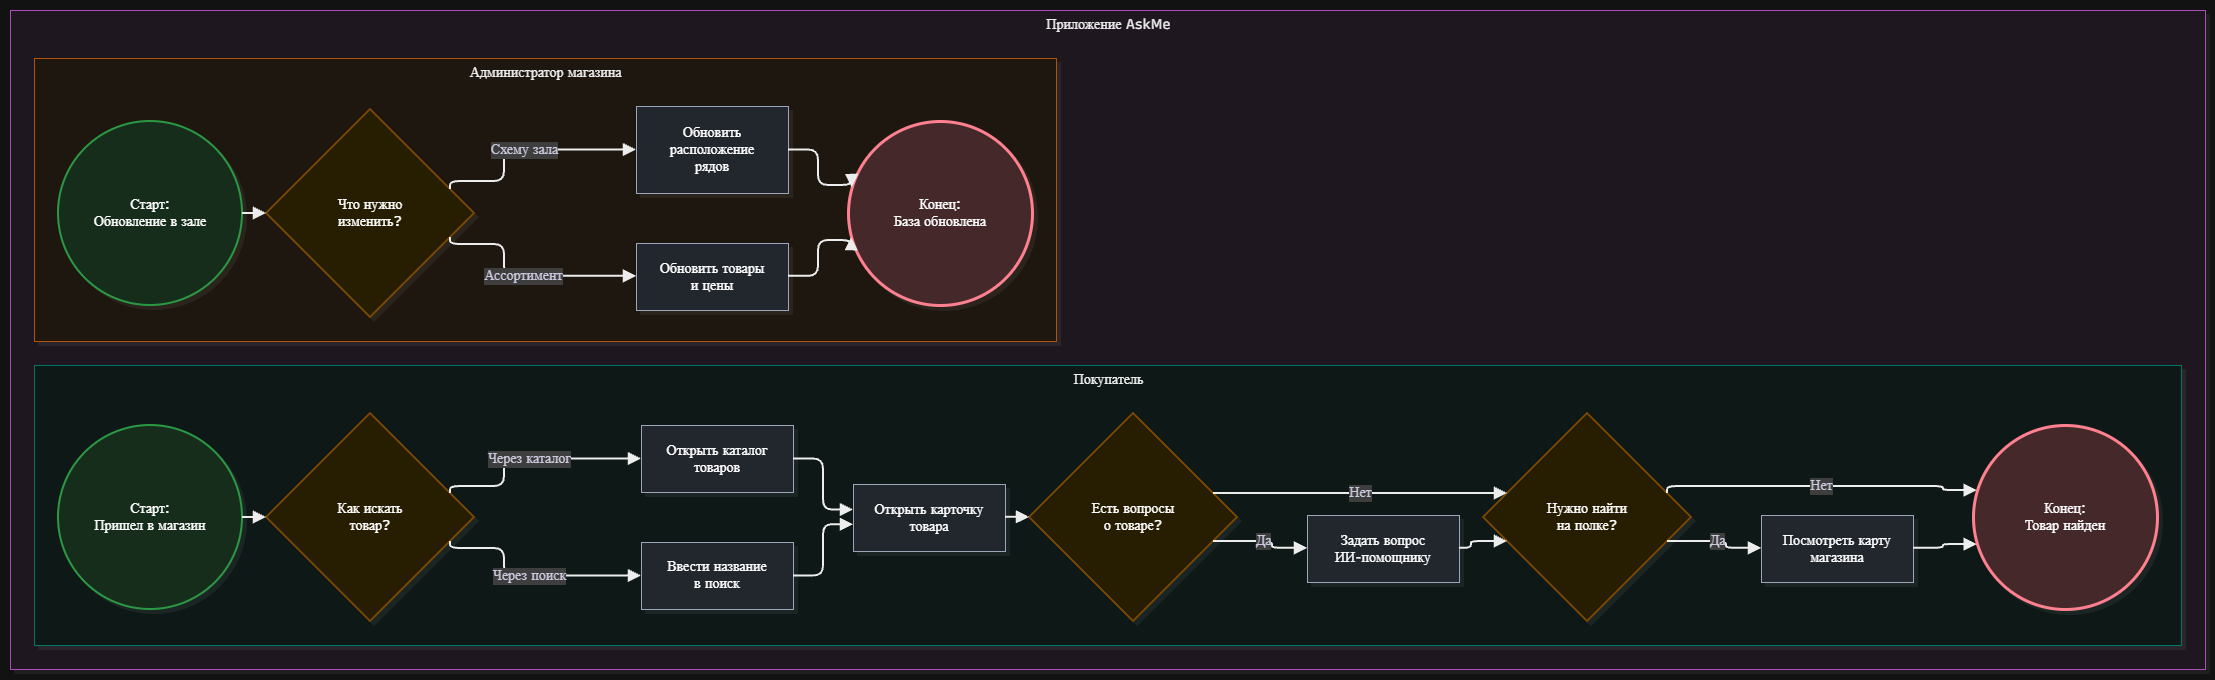 Приложение AskMe
Администратор магазина
Старт:
Обновление в зале
Что нужно
изменить?
Схему зала
Ассортимент
Обновить
расположение
рядов
Обновить товары
и цены
Конец:
База обновлена
Покупатель
Старт:
Пришел в магазин
Как искать
товар?
Через каталог
Через поиск
Открыть каталог
товаров
Ввести название
в поиск
Открыть карточку
товара
Есть вопросы
о товаре?
Нет
Да
Задать вопрос
ИИ-помощнику
Нужно найти
на полке?
Нет
Да
Посмотреть карту
магазина
Конец:
Товар найден